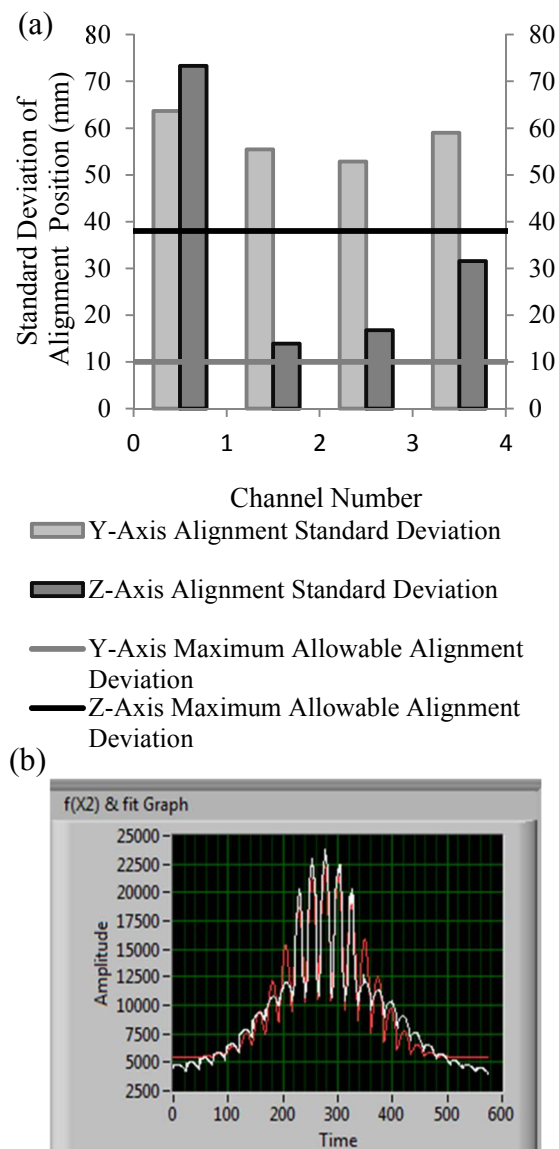 (a)
80
70
60
50
40
30
20
10
0
80
70
60
50
40
30
20
10
0
Standard Deviation of
Alignment Position (mm)
0 1 2 3 4
Channel Number
Y-Axis Alignment Standard Deviation
Z-Axis Alignment Standard Deviation
Y-Axis Maximum Allowable Alignment
Deviation
Z-Axis Maximum Allowable Alignment
Deviation
(b)
f(X2) & fit Graph
25000
22500
20000
17500
15000
12500
10000
7500
5000
2500
Amplitude
0 100 200 300 400 500 600
Time